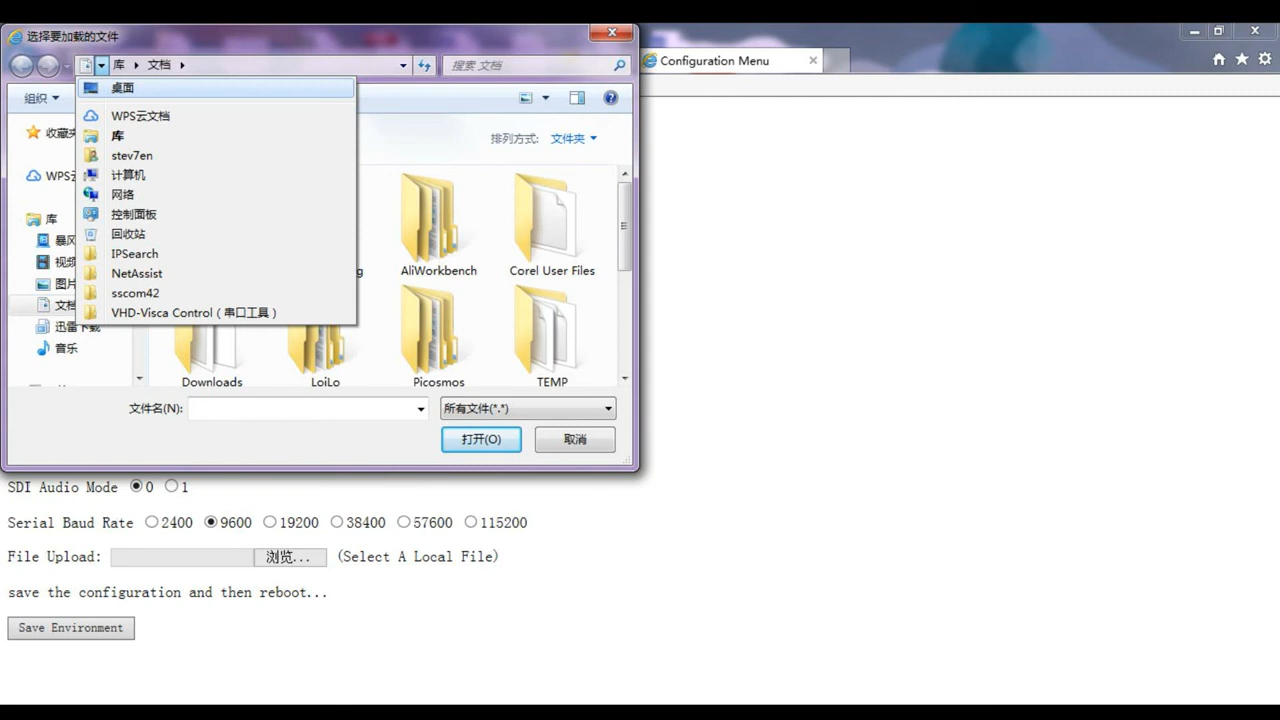 选择要加载的文件
库 文档
搜索 文档
Configuration Menu
组织
桌面
WPS云文档
库
stev7en
计算机
网络
控制面板
回收站
IPSearch
NetAssist
sscom42
VHD-Visca Control（串口工具）
收藏夹
WPS云
库
暴风
视频
图片
文档
迅雷下载
音乐
排列方式: 文件夹
AliWorkbench
Corel User Files
Downloads
LoiLo
Picosmos
TEMP
文件名(N):
所有文件(*.*)
打开(O)
取消
SDI Audio Mode 0 1
Serial Baud Rate 2400 9600 19200 38400 57600 115200
File Upload: 浏览... (Select A Local File)
save the configuration and then reboot...
Save Environment